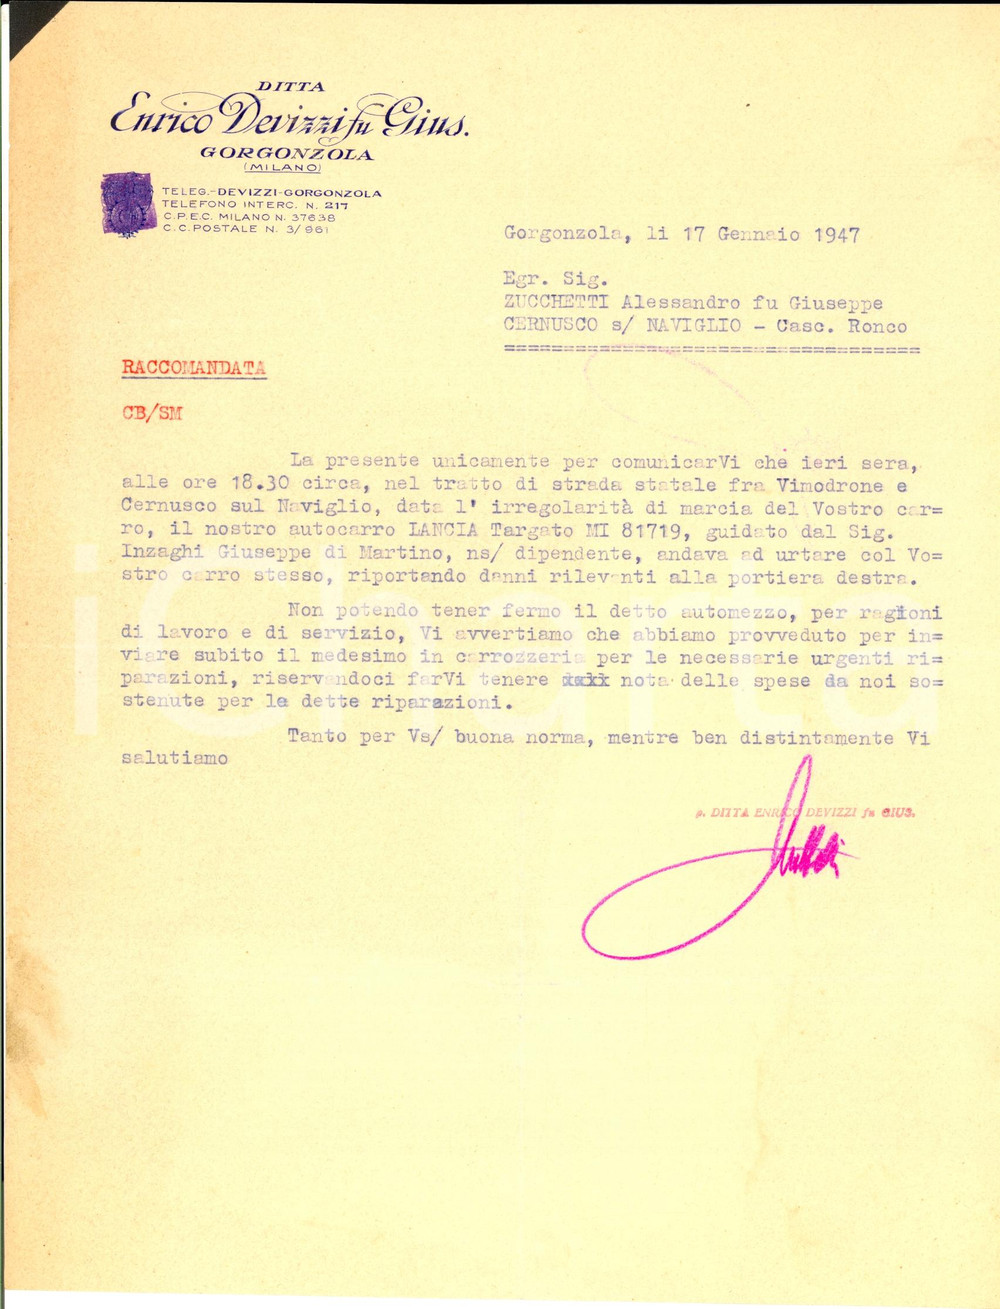 DITTA
Enrico Devizzi fu Gius.
GORGONZOLA
(MILANO)
TELEG.-DEVIZZI-GORGONZOLA
TELEFONO INTERC. N. 217
C.P.E.C. MILANO N. 37638
C.C. POSTALE N. 3/961
Gorgonzola, li 17 Gennaio 1947
Egr. Sig.
ZUCCHETTI Alessandro fu Giuseppe
CERNUSCO s/ NAVIGLIO - Casc. Ronco
===================================
RACCOMANDATA
CB/SM
La presente unicamente per comunicarVi che ieri sera,
alle ore 18.30 circa, nel tratto di strada statale fra Vimodrone e
Cernusco sul Naviglio, data l' irregolarità di marcia del Vostro car=
ro, il nostro autocarro LANCIA Targato MI 81719, guidato dal Sig.
Inzaghi Giuseppe di Martino, ns/ dipendente, andava ad urtare col Vo=
stro carro stesso, riportando danni rilevanti alla portiera destra.
Non potendo tener fermo il detto automezzo, per ragioni
di lavoro e di servizio, Vi avvertiamo che abbiamo provveduto per in=
viare subito il medesimo in carrozzeria per le necessarie urgenti ri=
parazioni, riservandoci farVi tenere nota delle spese da noi so=
stenute per le dette riparazioni.
Tanto per Vs/ buona norma, mentre ben distintamente Vi
salutiamo
p. DITTA ENRICO DEVIZZI fu GIUS.
iCharta